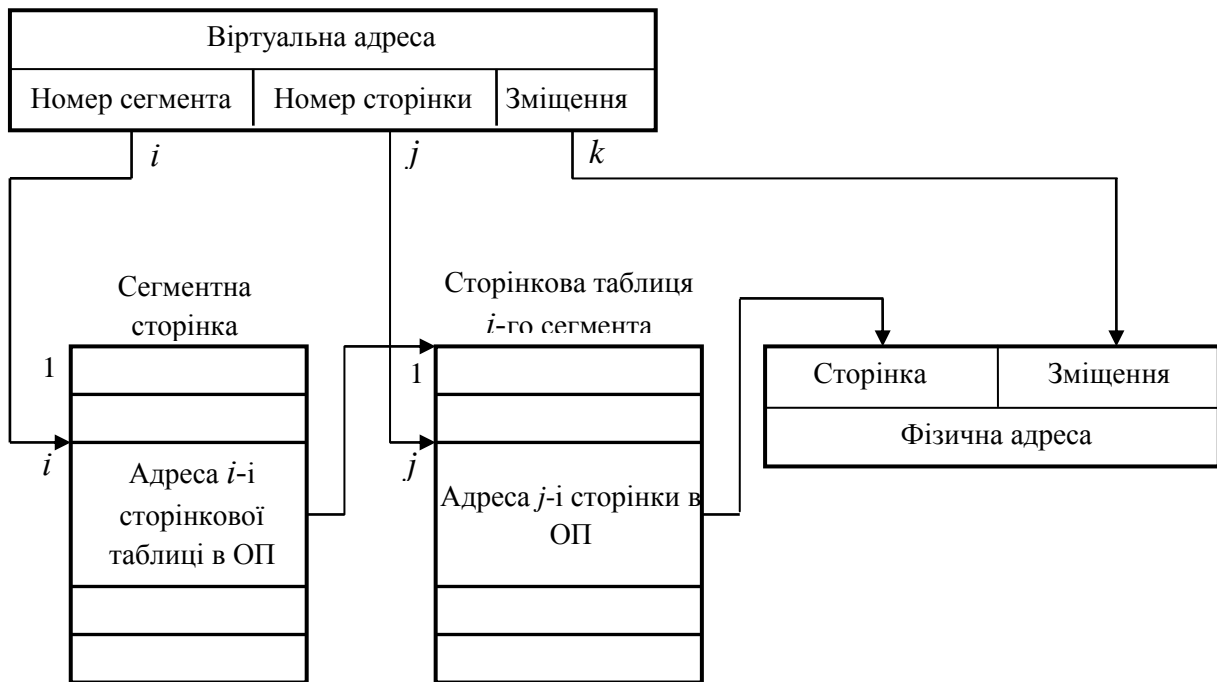 Віртуальна адреса
Номер сегмента
Номер сторінки
Зміщення
i
j
k
Сегментна
сторінка
Сторінкова таблиця
i-го сегмента
1
1
Сторінка
Зміщення
Фізична адреса
i
j
Адреса i-і
сторінкової
таблиці в ОП
Адреса j-і сторінки в
ОП